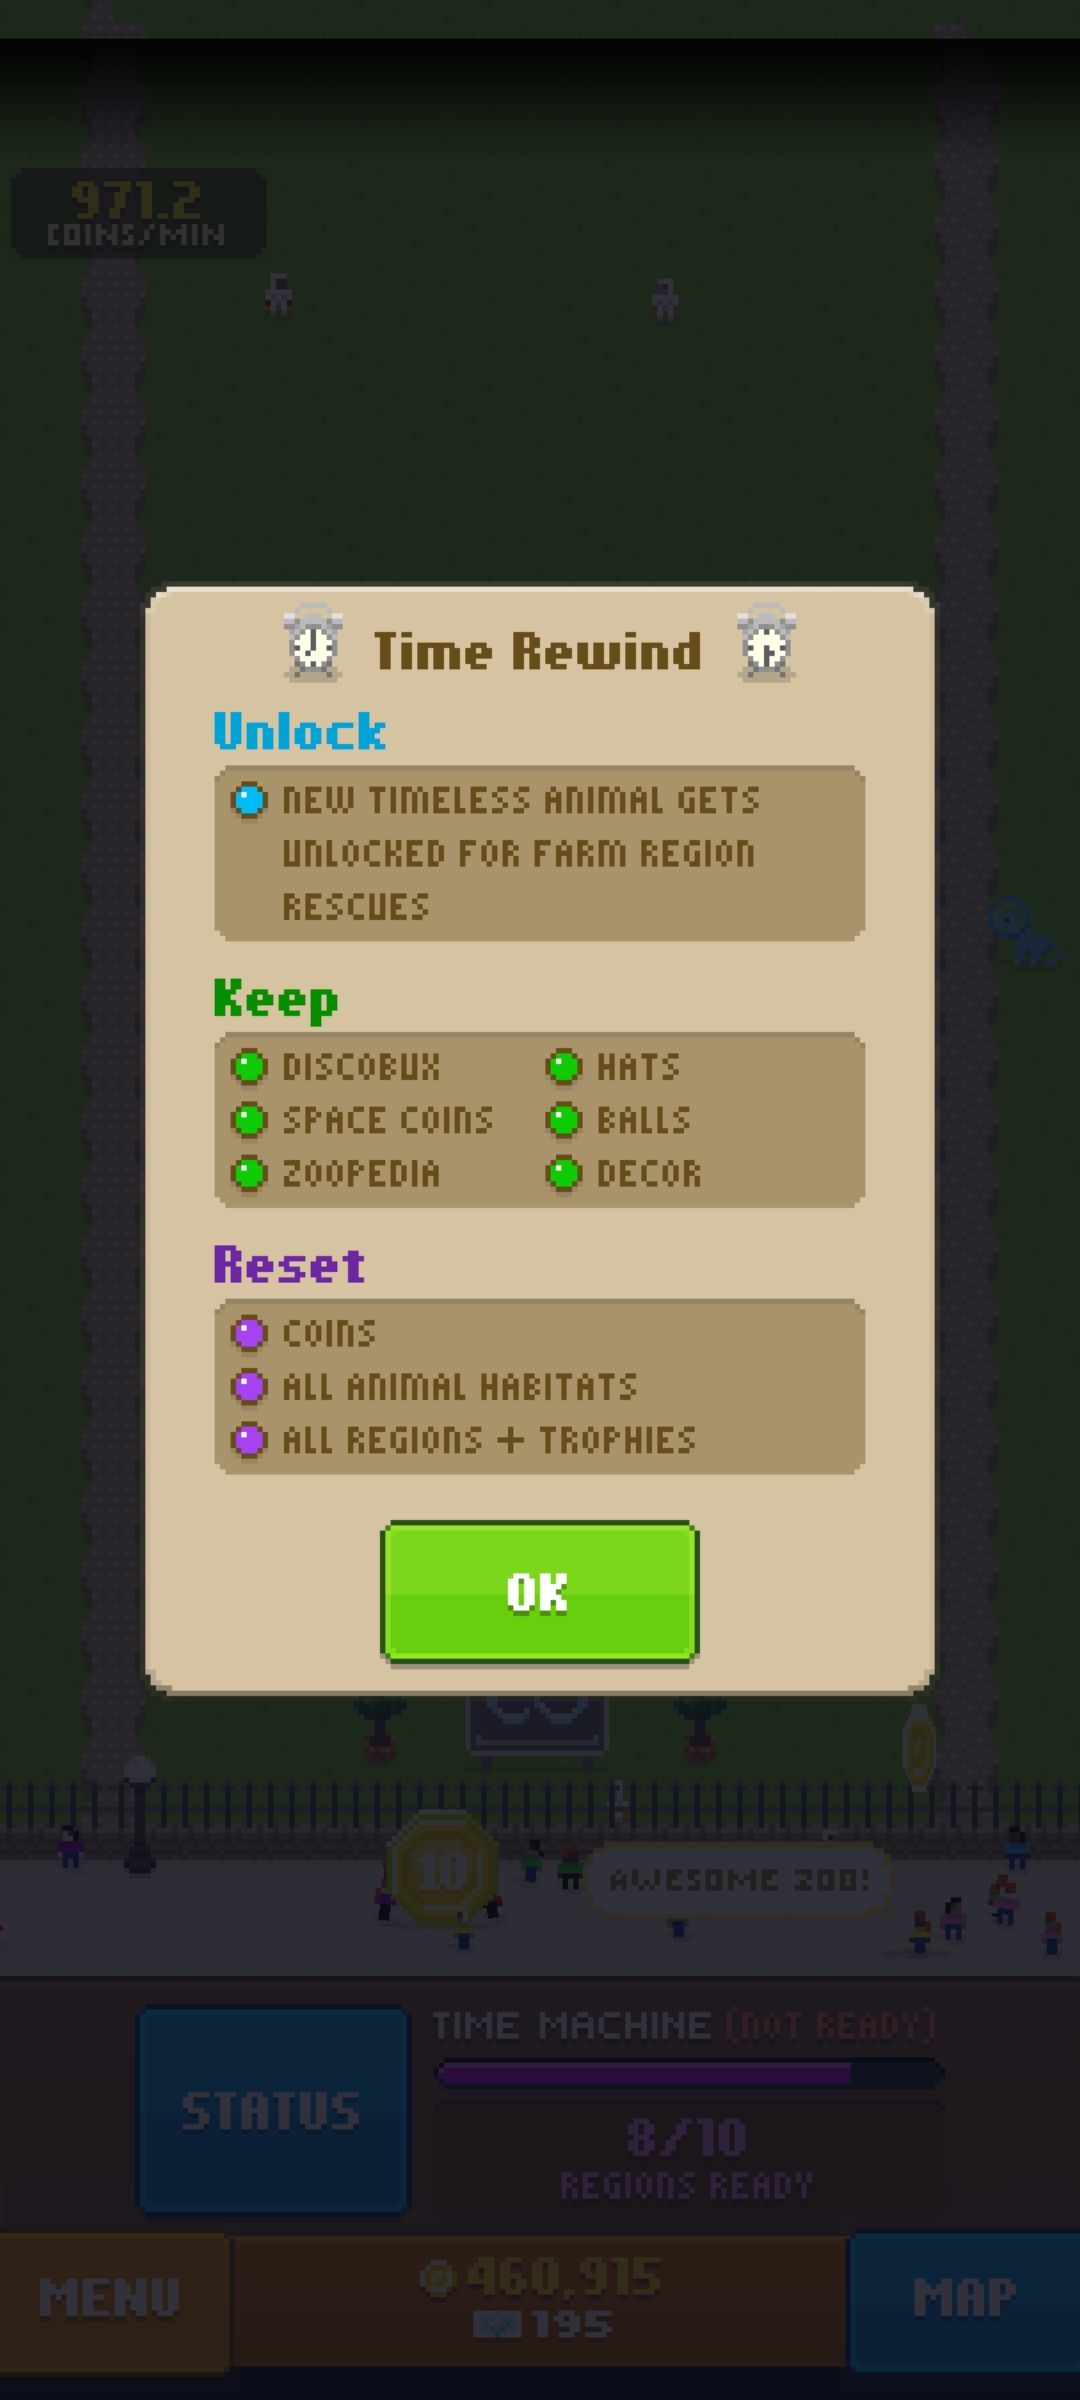 971.2
COINS/MIN
Time Rewind
Unlock
NEW TIMELESS ANIMAL GETS
UNLOCKED FOR FARM REGION
RESCUES
Keep
DISCOBUX
HATS
SPACE COINS
BALLS
ZOOPEDIA
DECOR
Reset
COINS
ALL ANIMAL HABITATS
ALL REGIONS + TROPHIES
OK
10
AWESOME ZOO!
STATUS
TIME MACHINE (NOT READY)
8/10
REGIONS READY
MENU
460,915
195
MAP